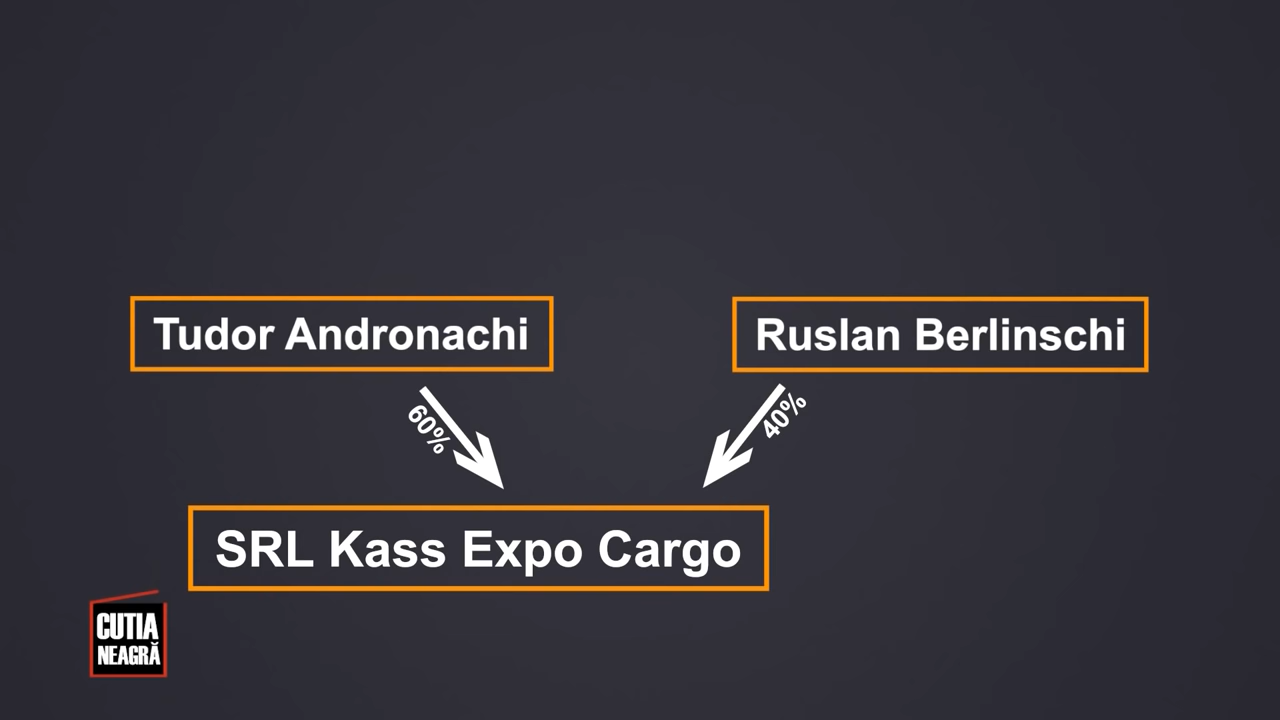 Tudor Andronachi
Ruslan Berlinschi
60%
40%
SRL Kass Expo Cargo
CUTIA
NEAGRĂ